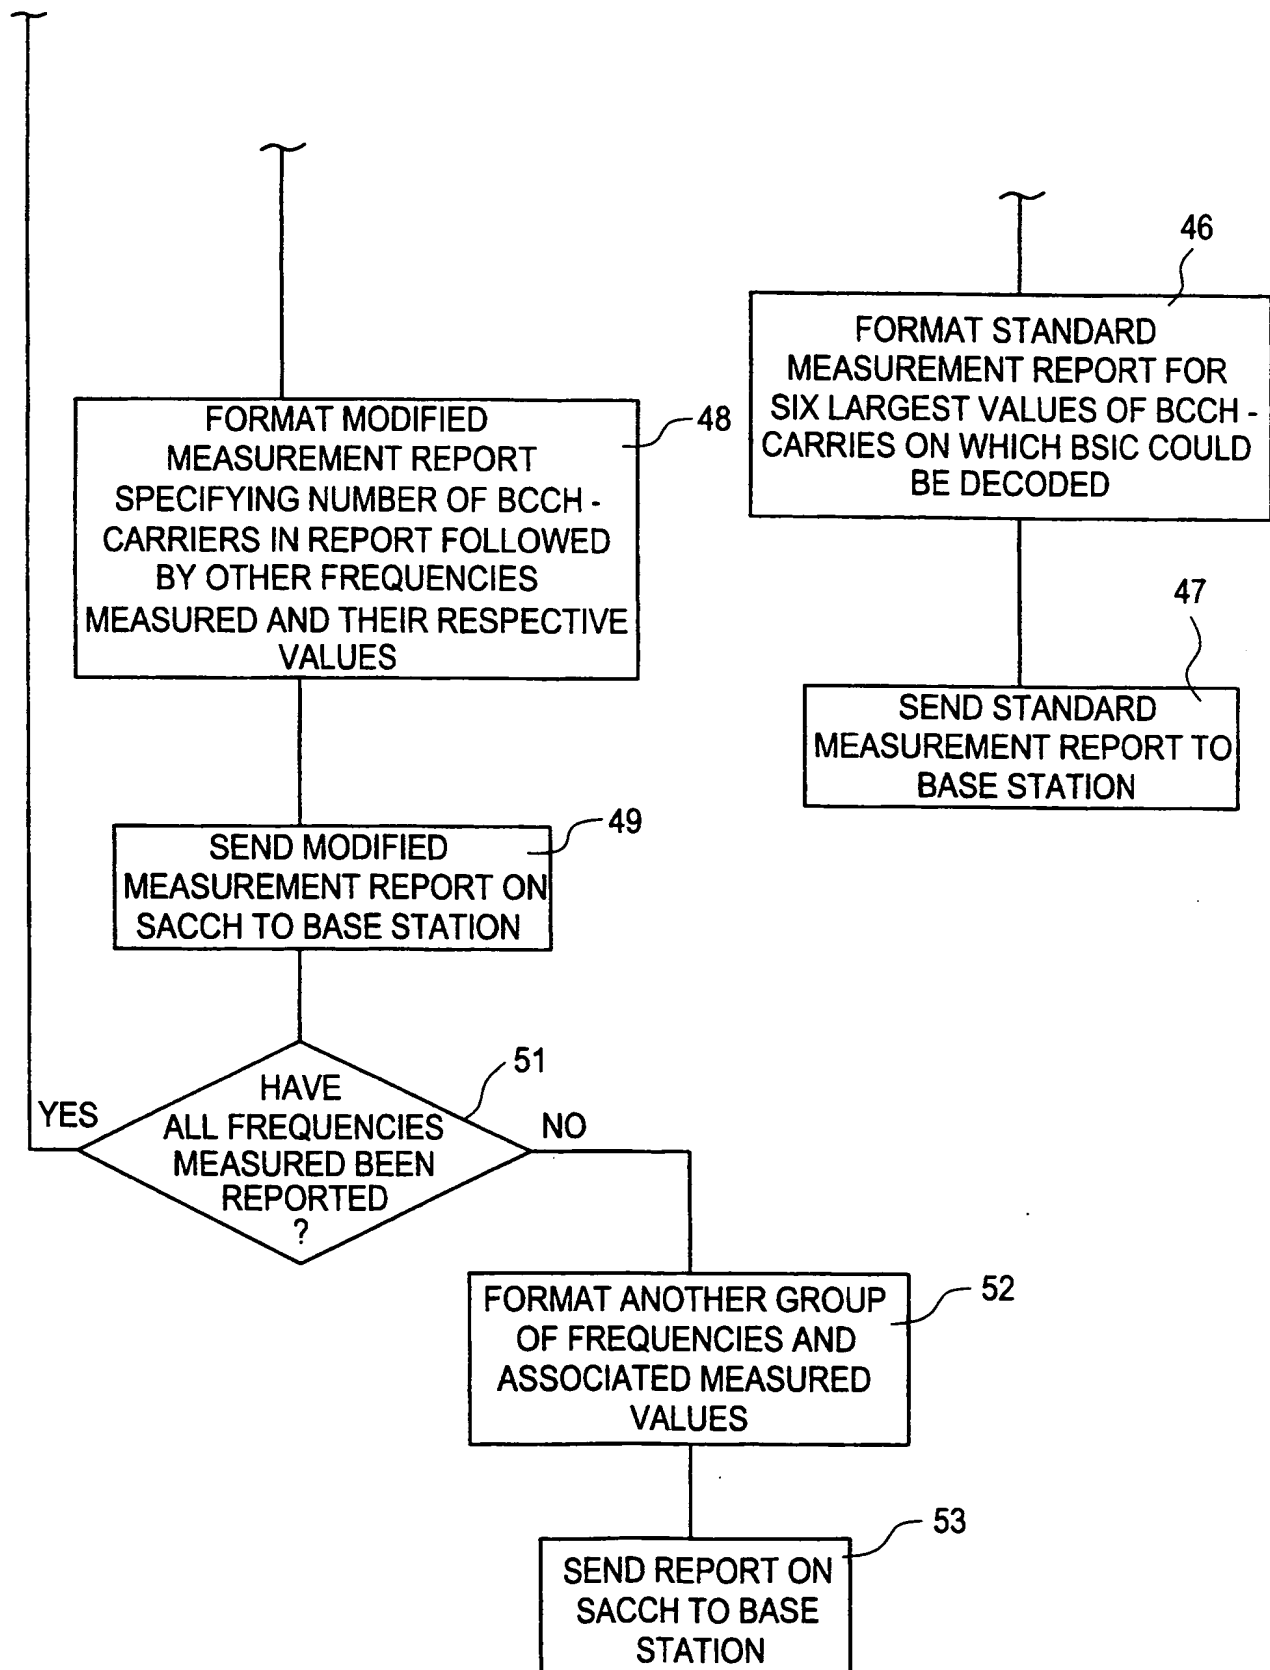 46
FORMAT STANDARD
MEASUREMENT REPORT FOR
SIX LARGEST VALUES OF BCCH -
CARRIES ON WHICH BSIC COULD
BE DECODED
48
FORMAT MODIFIED
MEASUREMENT REPORT
SPECIFYING NUMBER OF BCCH -
CARRIERS IN REPORT FOLLOWED
BY OTHER FREQUENCIES
MEASURED AND THEIR RESPECTIVE
VALUES
47
SEND STANDARD
MEASUREMENT REPORT TO
BASE STATION
49
SEND MODIFIED
MEASUREMENT REPORT ON
SACCH TO BASE STATION
51
HAVE
ALL FREQUENCIES
MEASURED BEEN
REPORTED
?
YES
NO
52
FORMAT ANOTHER GROUP
OF FREQUENCIES AND
ASSOCIATED MEASURED
VALUES
53
SEND REPORT ON
SACCH TO BASE
STATION